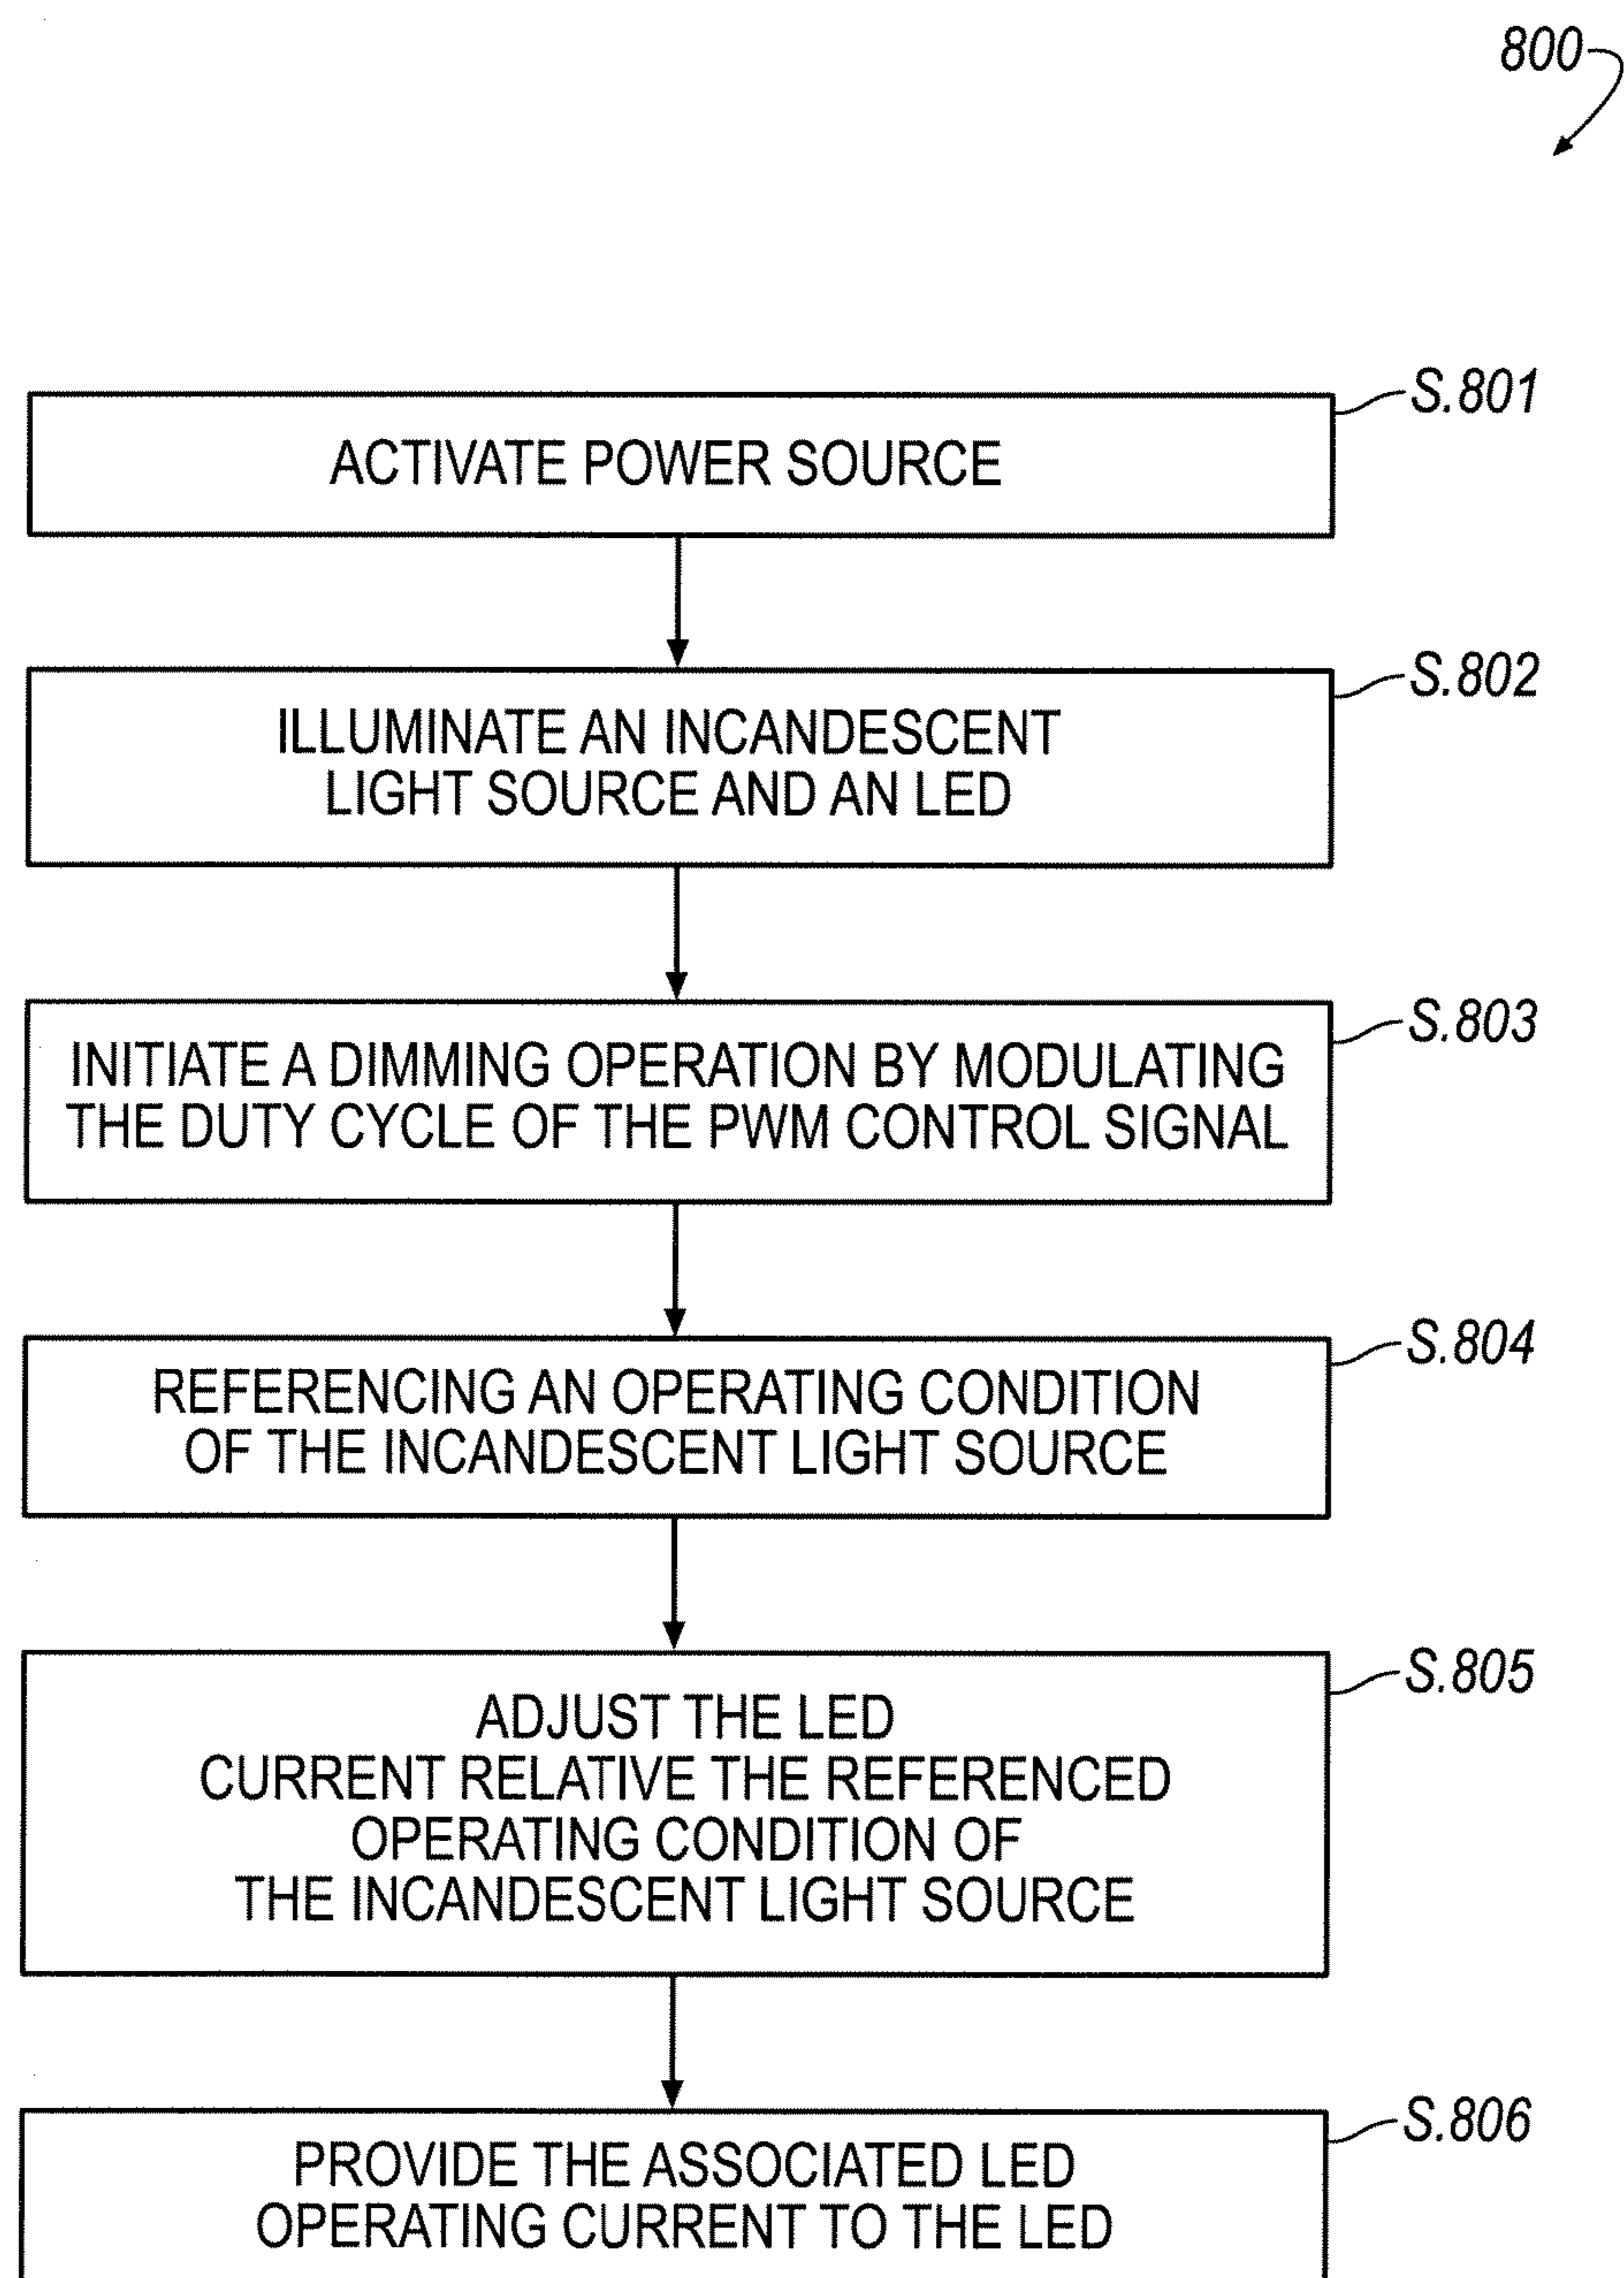 800
S.801
ACTIVATE POWER SOURCE
S.802
ILLUMINATE AN INCANDESCENT
LIGHT SOURCE AND AN LED
S.803
INITIATE A DIMMING OPERATION BY MODULATING
THE DUTY CYCLE OF THE PWM CONTROL SIGNAL
S.804
REFERENCING AN OPERATING CONDITION
OF THE INCANDESCENT LIGHT SOURCE
S.805
ADJUST THE LED
CURRENT RELATIVE THE REFERENCED
OPERATING CONDITION OF
THE INCANDESCENT LIGHT SOURCE
S.806
PROVIDE THE ASSOCIATED LED
OPERATING CURRENT TO THE LED